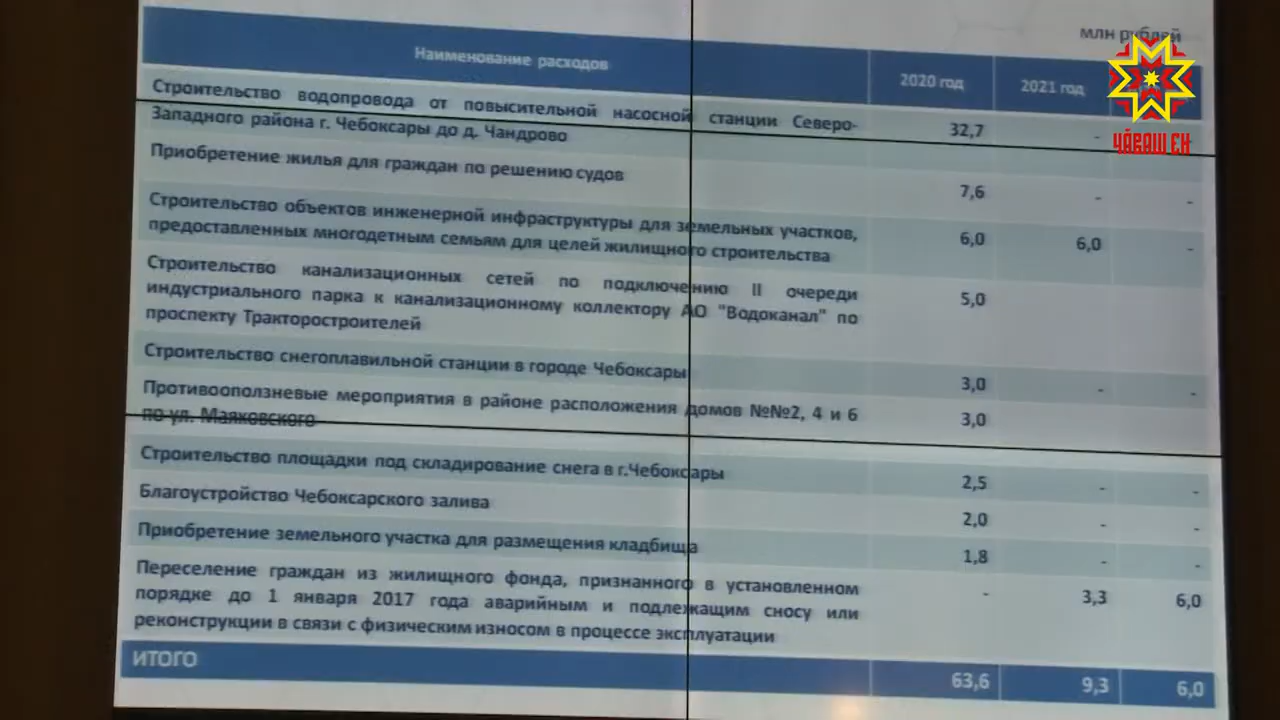 млн рублей
Наименование расходов 2020 год 2021 год
Строительство водопровода от повысительной насосной станции Северо-
Западного района г. Чебоксары до д. Чандрово 32,7 -
Приобретение жилья для граждан по решению судов 7,6 - -
Строительство объектов инженерной инфраструктуры для земельных участков,
предоставленных многодетным семьям для целей жилищного строительства 6,0 6,0 -
Строительство канализационных сетей по подключению II очереди
индустриального парка к канализационному коллектору АО "Водоканал" по
проспекту Тракторостроителей 5,0
Строительство снегоплавильной станции в городе Чебоксары 3,0 - -
Противооползневые мероприятия в районе расположения домов №№2, 4 и 6
по ул. Маяковского 3,0
Строительство площадки под складирование снега в г.Чебоксары 2,5 - -
Благоустройство Чебоксарского залива 2,0 - -
Приобретение земельного участка для размещения кладбища 1,8 - -
Переселение граждан из жилищного фонда, признанного в установленном
порядке до 1 января 2017 года аварийным и подлежащим сносу или
реконструкции в связи с физическим износом в процессе эксплуатации - 3,3 6,0
ИТОГО 63,6 9,3 6,0
ЧĂВАШ ЕН